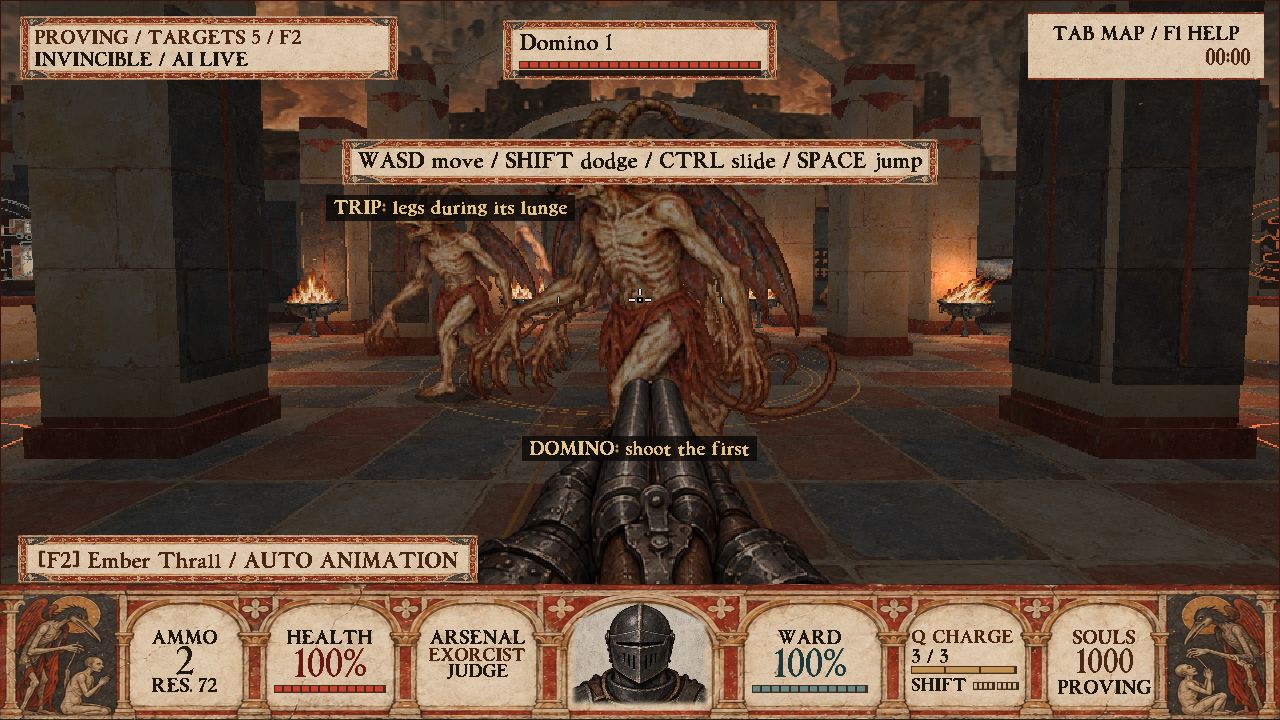 PROVING / TARGETS 5 / F2
INVINCIBLE / AI LIVE
Domino 1
TAB MAP / F1 HELP
00:00
WASD move / SHIFT dodge / CTRL slide / SPACE jump
TRIP: legs during its lunge
DOMINO: shoot the first
[F2] Ember Thrall / AUTO ANIMATION
AMMO
2
RES. 72
HEALTH
100%
ARSENAL
EXORCIST
JUDGE
WARD
100%
Q CHARGE
3 / 3
SHIFT
SOULS
1000
PROVING